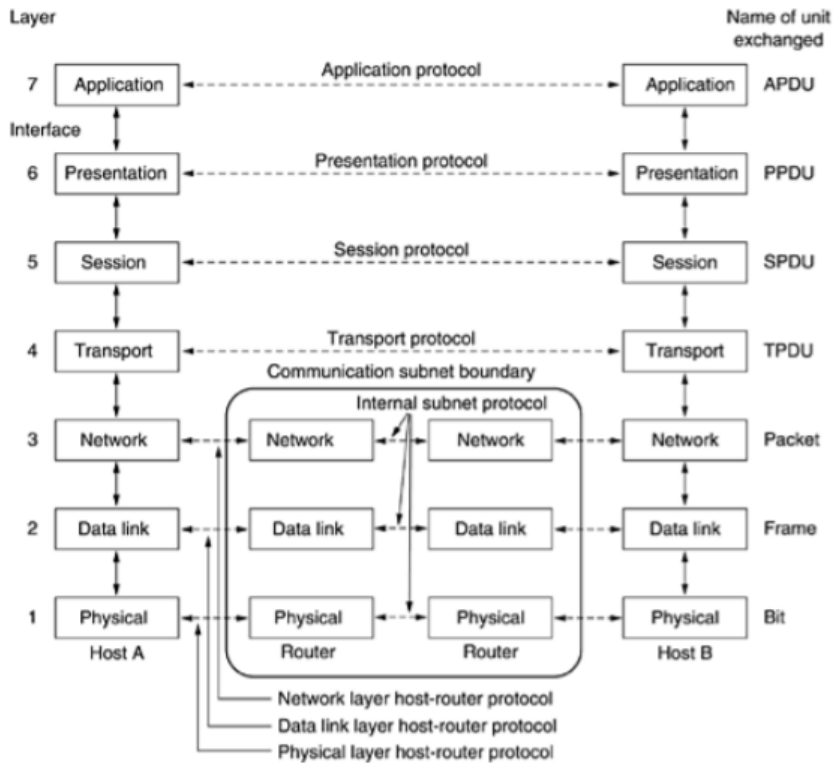 Layer
Name of unit
exchanged
Application protocol
7 Application Application APDU
Interface
Presentation protocol
6 Presentation Presentation PPDU
Session protocol
5 Session Session SPDU
Transport protocol
4 Transport Transport TPDU
Communication subnet boundary
Internal subnet protocol
3 Network Network Network Network Packet
2 Data link Data link Data link Data link Frame
1 Physical Physical Physical Physical Bit
Host A Router Router Host B
Network layer host-router protocol
Data link layer host-router protocol
Physical layer host-router protocol